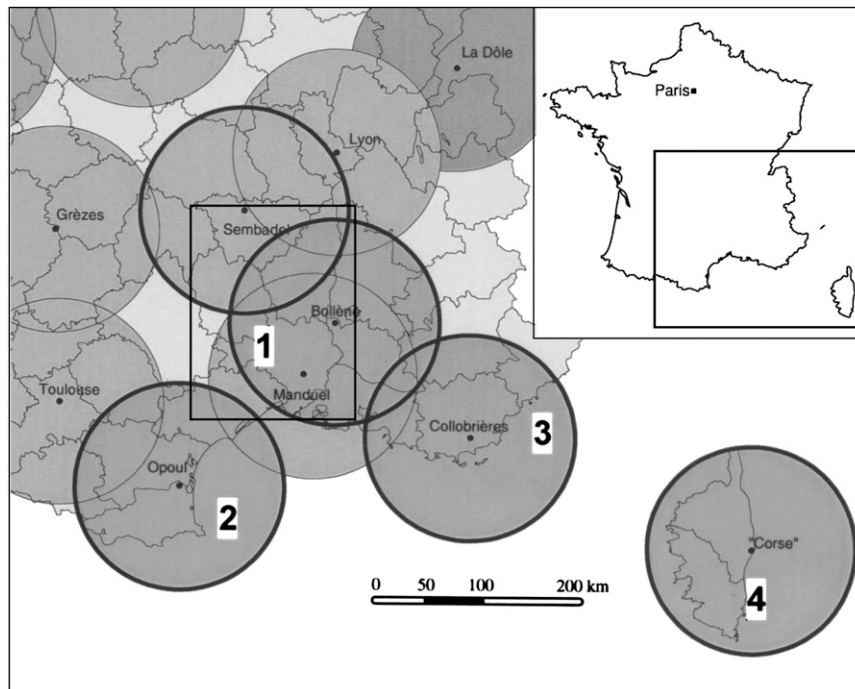 La Dôle
Paris
Lyon
Grèzes
Sembadel
Bollène
1
Toulouse
Manduel
Collobrières
3
Opoul
2
"Corse"
0 50 100 200 km
4